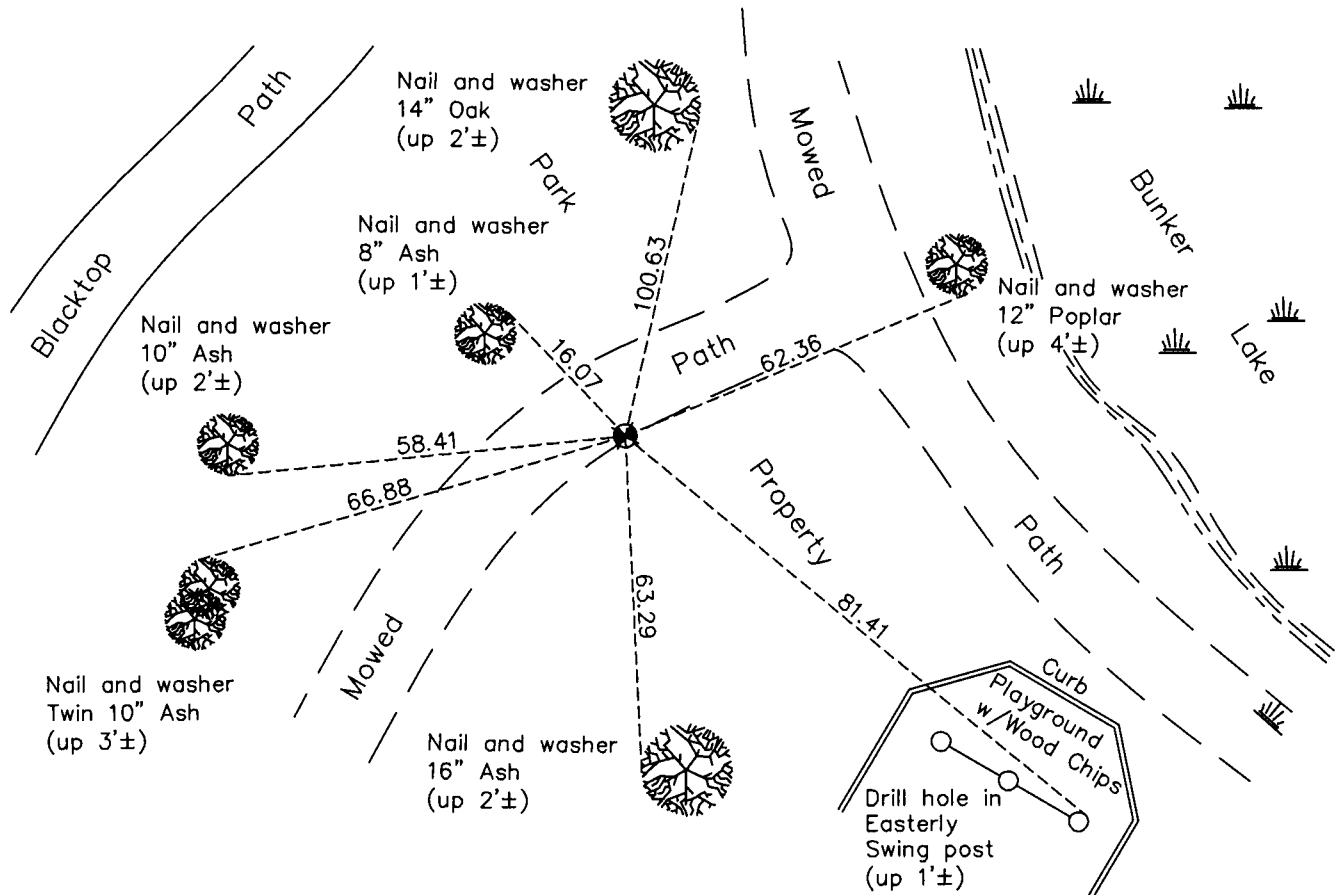 Path
Blacktop
Nail and washer
14” Oak
(up 2'±)
Park
Mowed
Bunker
Lake
Nail and washer
8” Ash
(up 1'±)
100.63
Nail and washer
12” Poplar
(up 4'±)
Nail and washer
10” Ash
(up 2'±)
16.07
Path
62.36
58.41
66.88
Property
Path
63.29
81.41
Mowed
Nail and washer
Twin 10” Ash
(up 3'±)
Nail and washer
16” Ash
(up 2'±)
Curb
Playground
w/Wood Chips
Drill hole in
Easterly
Swing post
(up 1'±)